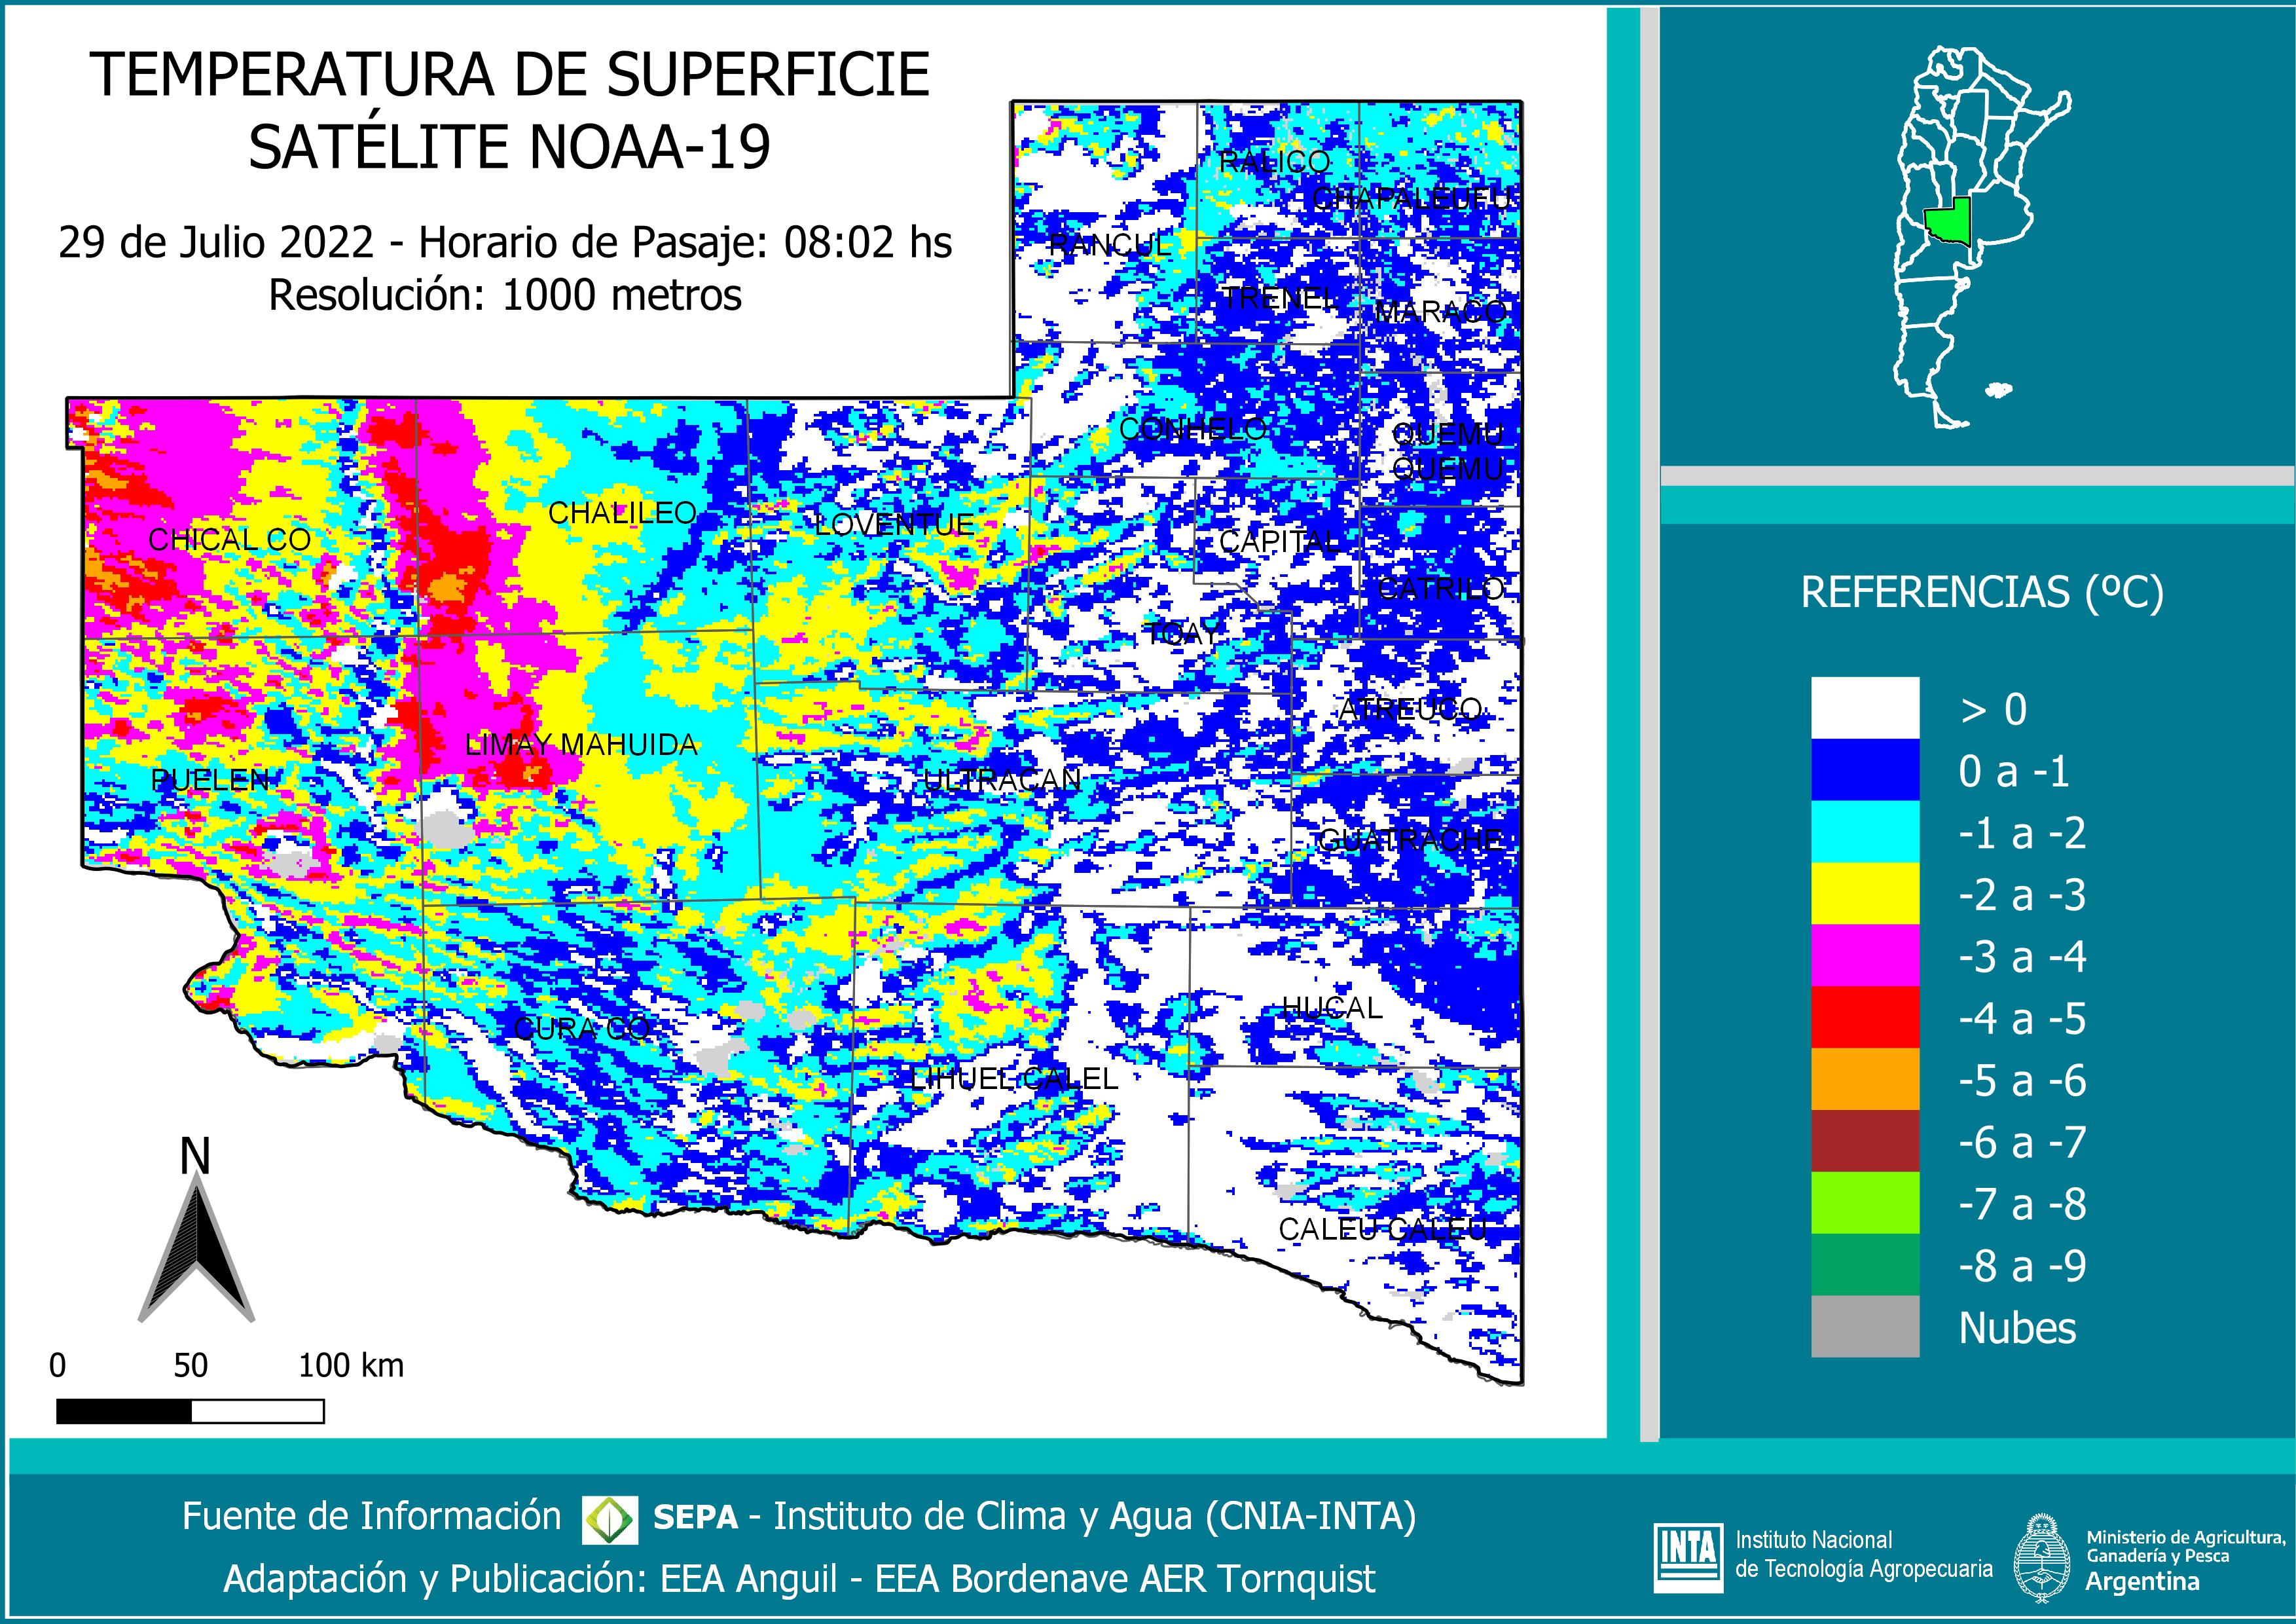 TEMPERATURA DE SUPERFICIE
SATÉLITE NOAA-19
29 de Julio 2022 - Horario de Pasaje: 08:02 hs
Resolución: 1000 metros
RALICO
CHAPALEUFU
RANCUL
TRENEL
MARACO
CONHELO
QUEMU
QUEMU
CHALILEO
LOVENTUE
CHICAL CO
CAPITAL
CATRILO
TOAY
ATREUCO
LIMAY MAHUIDA
PUELEN
ULTRACAN
GUATRACHE
HUCAL
CURA CO
LIHUEL CALEL
CALEU CALEU
N
0 50 100 km
REFERENCIAS (ºC)
> 0
0 a -1
-1 a -2
-2 a -3
-3 a -4
-4 a -5
-5 a -6
-6 a -7
-7 a -8
-8 a -9
Nubes
Fuente de Información SEPA - Instituto de Clima y Agua (CNIA-INTA)
Adaptación y Publicación: EEA Anguil - EEA Bordenave AER Tornquist
INTA
Instituto Nacional
de Tecnología Agropecuaria
Ministerio de Agricultura,
Ganadería y Pesca
Argentina